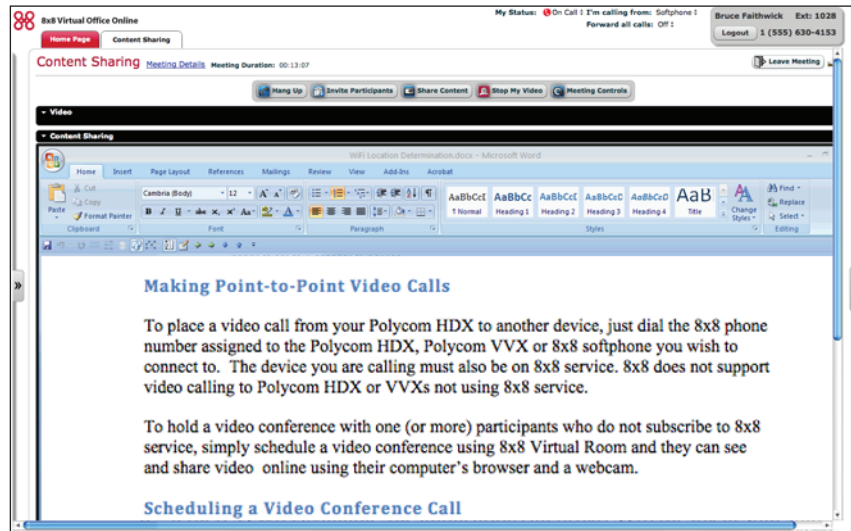 8x8 Virtual Office Online
My Status: On Call I'm calling from: Softphone
Forward all calls: Off
Bruce Faithwick Ext: 1028
Logout 1 (555) 630-4153
Home Page Content Sharing
Content Sharing Meeting Details Meeting Duration: 00:13:07
Leave Meeting
Hang Up Invite Participants Share Content Stop My Video Meeting Controls
Video
Content Sharing
WiFi Location Determination.docx - Microsoft Word
Home Insert Page Layout References Mailings Review View Add-Ins Acrobat
Paste
Cut
Copy
Format Painter
Clipboard
Cambria (Body) 12
B I U abc x, x² Aa
Font
Paragraph
AaBbCcI AaBbCc AaBbCcI AaBbCcI AaBbCcD AaB
¶ Normal Heading 1 Heading 2 Heading 3 Heading 4 Title
Change Styles
Styles
Find
Replace
Select
Editing
Making Point-to-Point Video Calls
To place a video call from your Polycom HDX to another device, just dial the 8x8 phone
number assigned to the Polycom HDX, Polycom VVX or 8x8 softphone you wish to
connect to. The device you are calling must also be on 8x8 service. 8x8 does not support
video calling to Polycom HDX or VVXs not using 8x8 service.
To hold a video conference with one (or more) participants who do not subscribe to 8x8
service, simply schedule a video conference using 8x8 Virtual Room and they can see
and share video online using their computer's browser and a webcam.
Scheduling a Video Conference Call